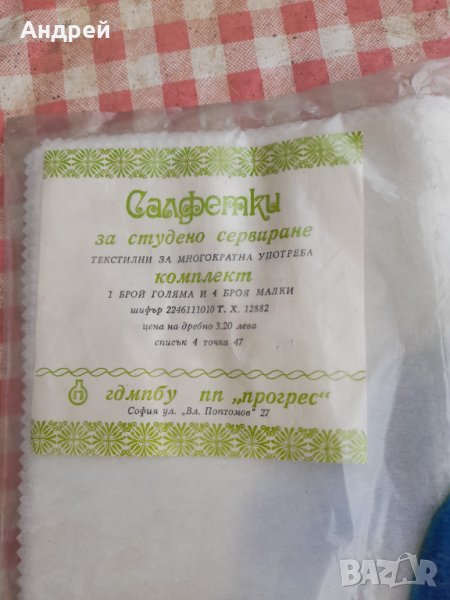 Андрей
Салфетки
за студено сервиране
ТЕКСТИЛНИ ЗА МНОГОКРАТНА УПОТРЕБА
комплект
1 БРОЙ ГОЛЯМА И 4 БРОЯ МАЛКИ
шифър 2246111010 Т. Х. 12882
цена на дребно 3.20 лева
списък 4 точка 47
гдмпбу пп „прогрес“
София ул. „Вл. Поптомов" 27
BAZAR